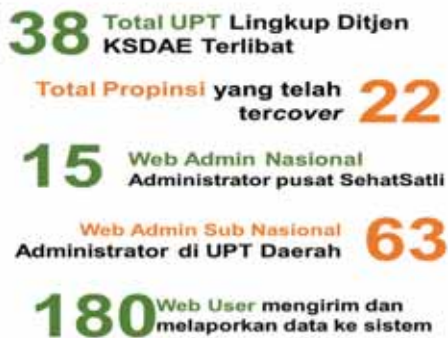 38 Total UPT Lingkup Ditjen
KSDAE Terlibat
Total Propinsi yang telah
tercover 22
15 Web Admin Nasional
Administrator pusat SehatSatli
Web Admin Sub Nasional
Administrator di UPT Daerah 63
180 Web User mengirim dan
melaporkan data ke sistem